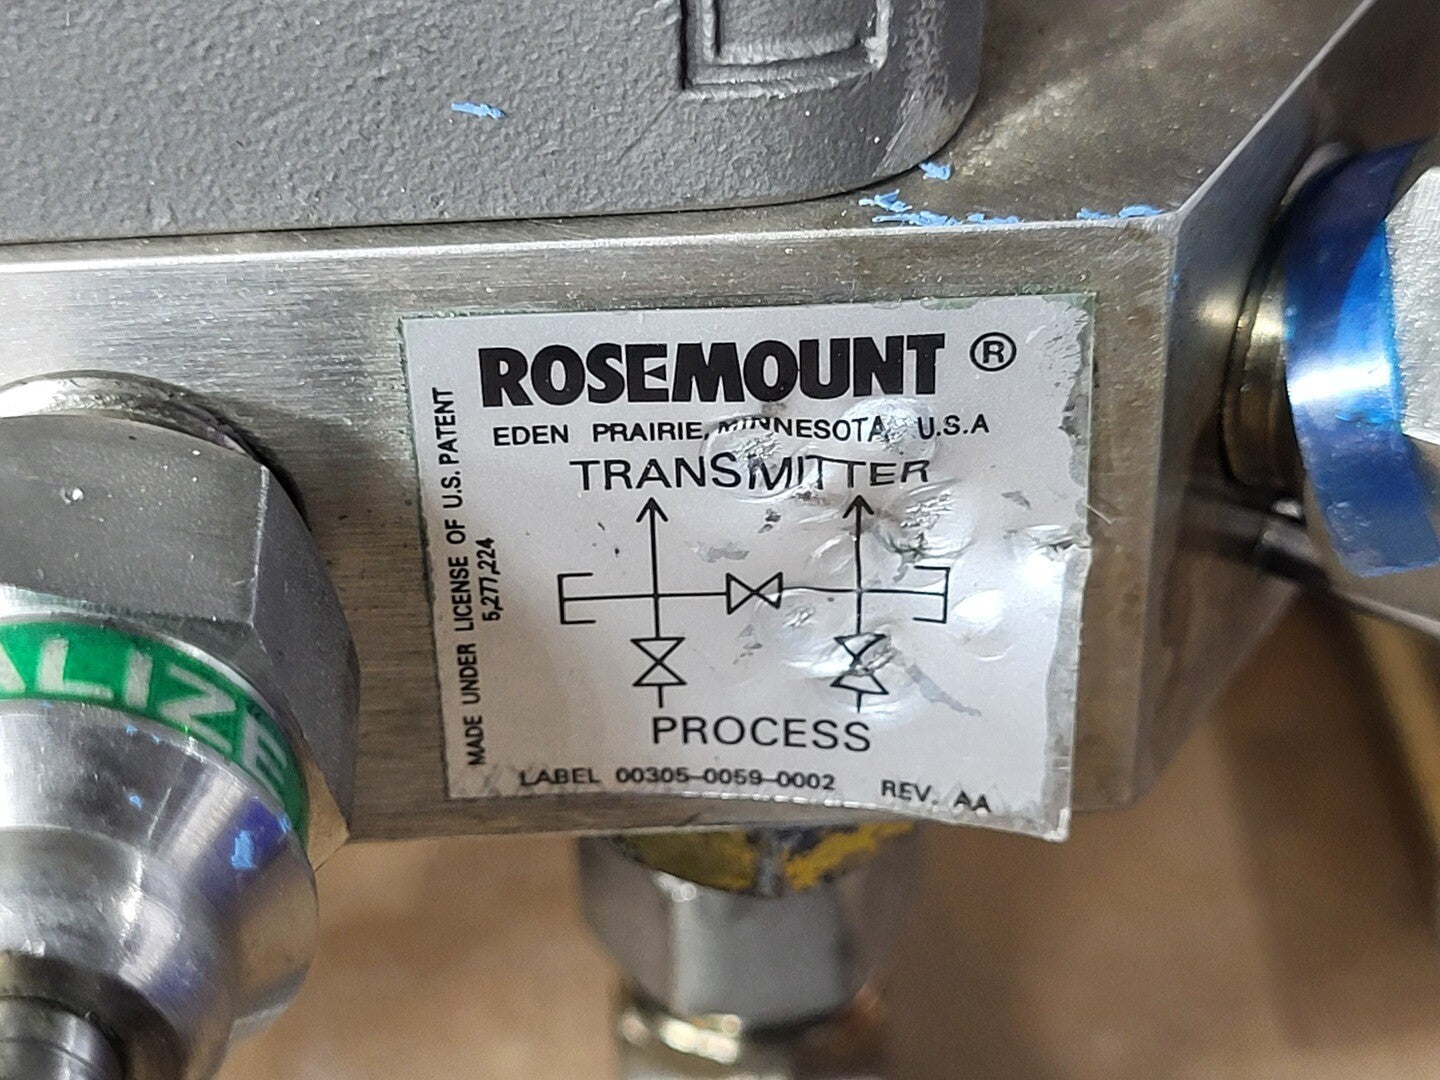 ROSEMOUNT ®
EDEN PRAIRIE, MINNESOTA, U.S.A
TRANSMITTER
MADE UNDER LICENSE OF U.S. PATENT
5,277,224
PROCESS
LABEL 00305-0059-0002 REV. AA
ALIZE